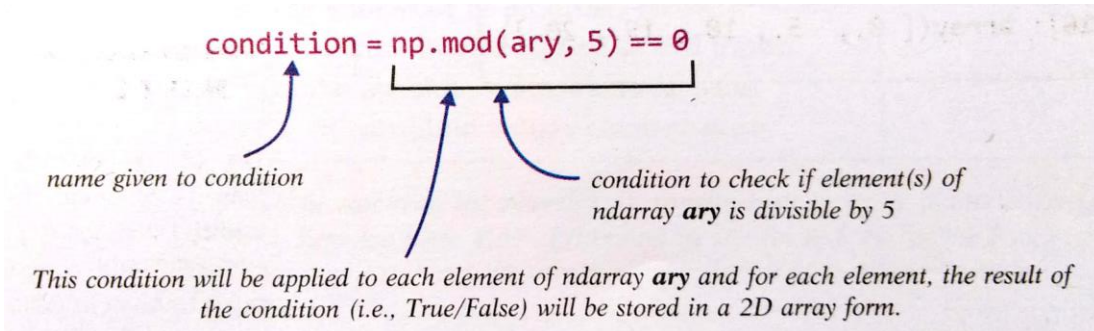 condition = np.mod(ary, 5) == 0
name given to condition
condition to check if element(s) of
ndarray ary is divisible by 5
This condition will be applied to each element of ndarray ary and for each element, the result of
the condition (i.e., True/False) will be stored in a 2D array form.